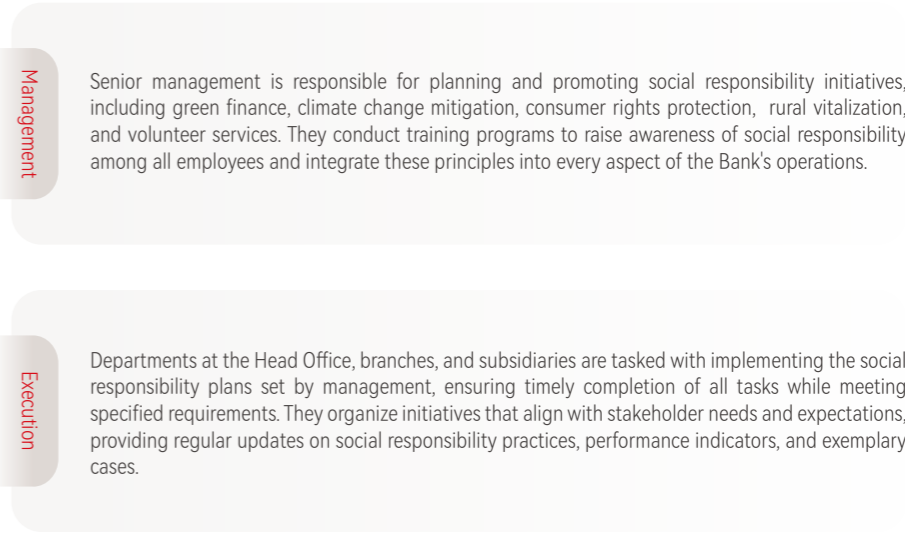 Management
Senior management is responsible for planning and promoting social responsibility initiatives,
including green finance, climate change mitigation, consumer rights protection, rural vitalization,
and volunteer services. They conduct training programs to raise awareness of social responsibility
among all employees and integrate these principles into every aspect of the Bank's operations.
Execution
Departments at the Head Office, branches, and subsidiaries are tasked with implementing the social
responsibility plans set by management, ensuring timely completion of all tasks while meeting
specified requirements. They organize initiatives that align with stakeholder needs and expectations,
providing regular updates on social responsibility practices, performance indicators, and exemplary
cases.